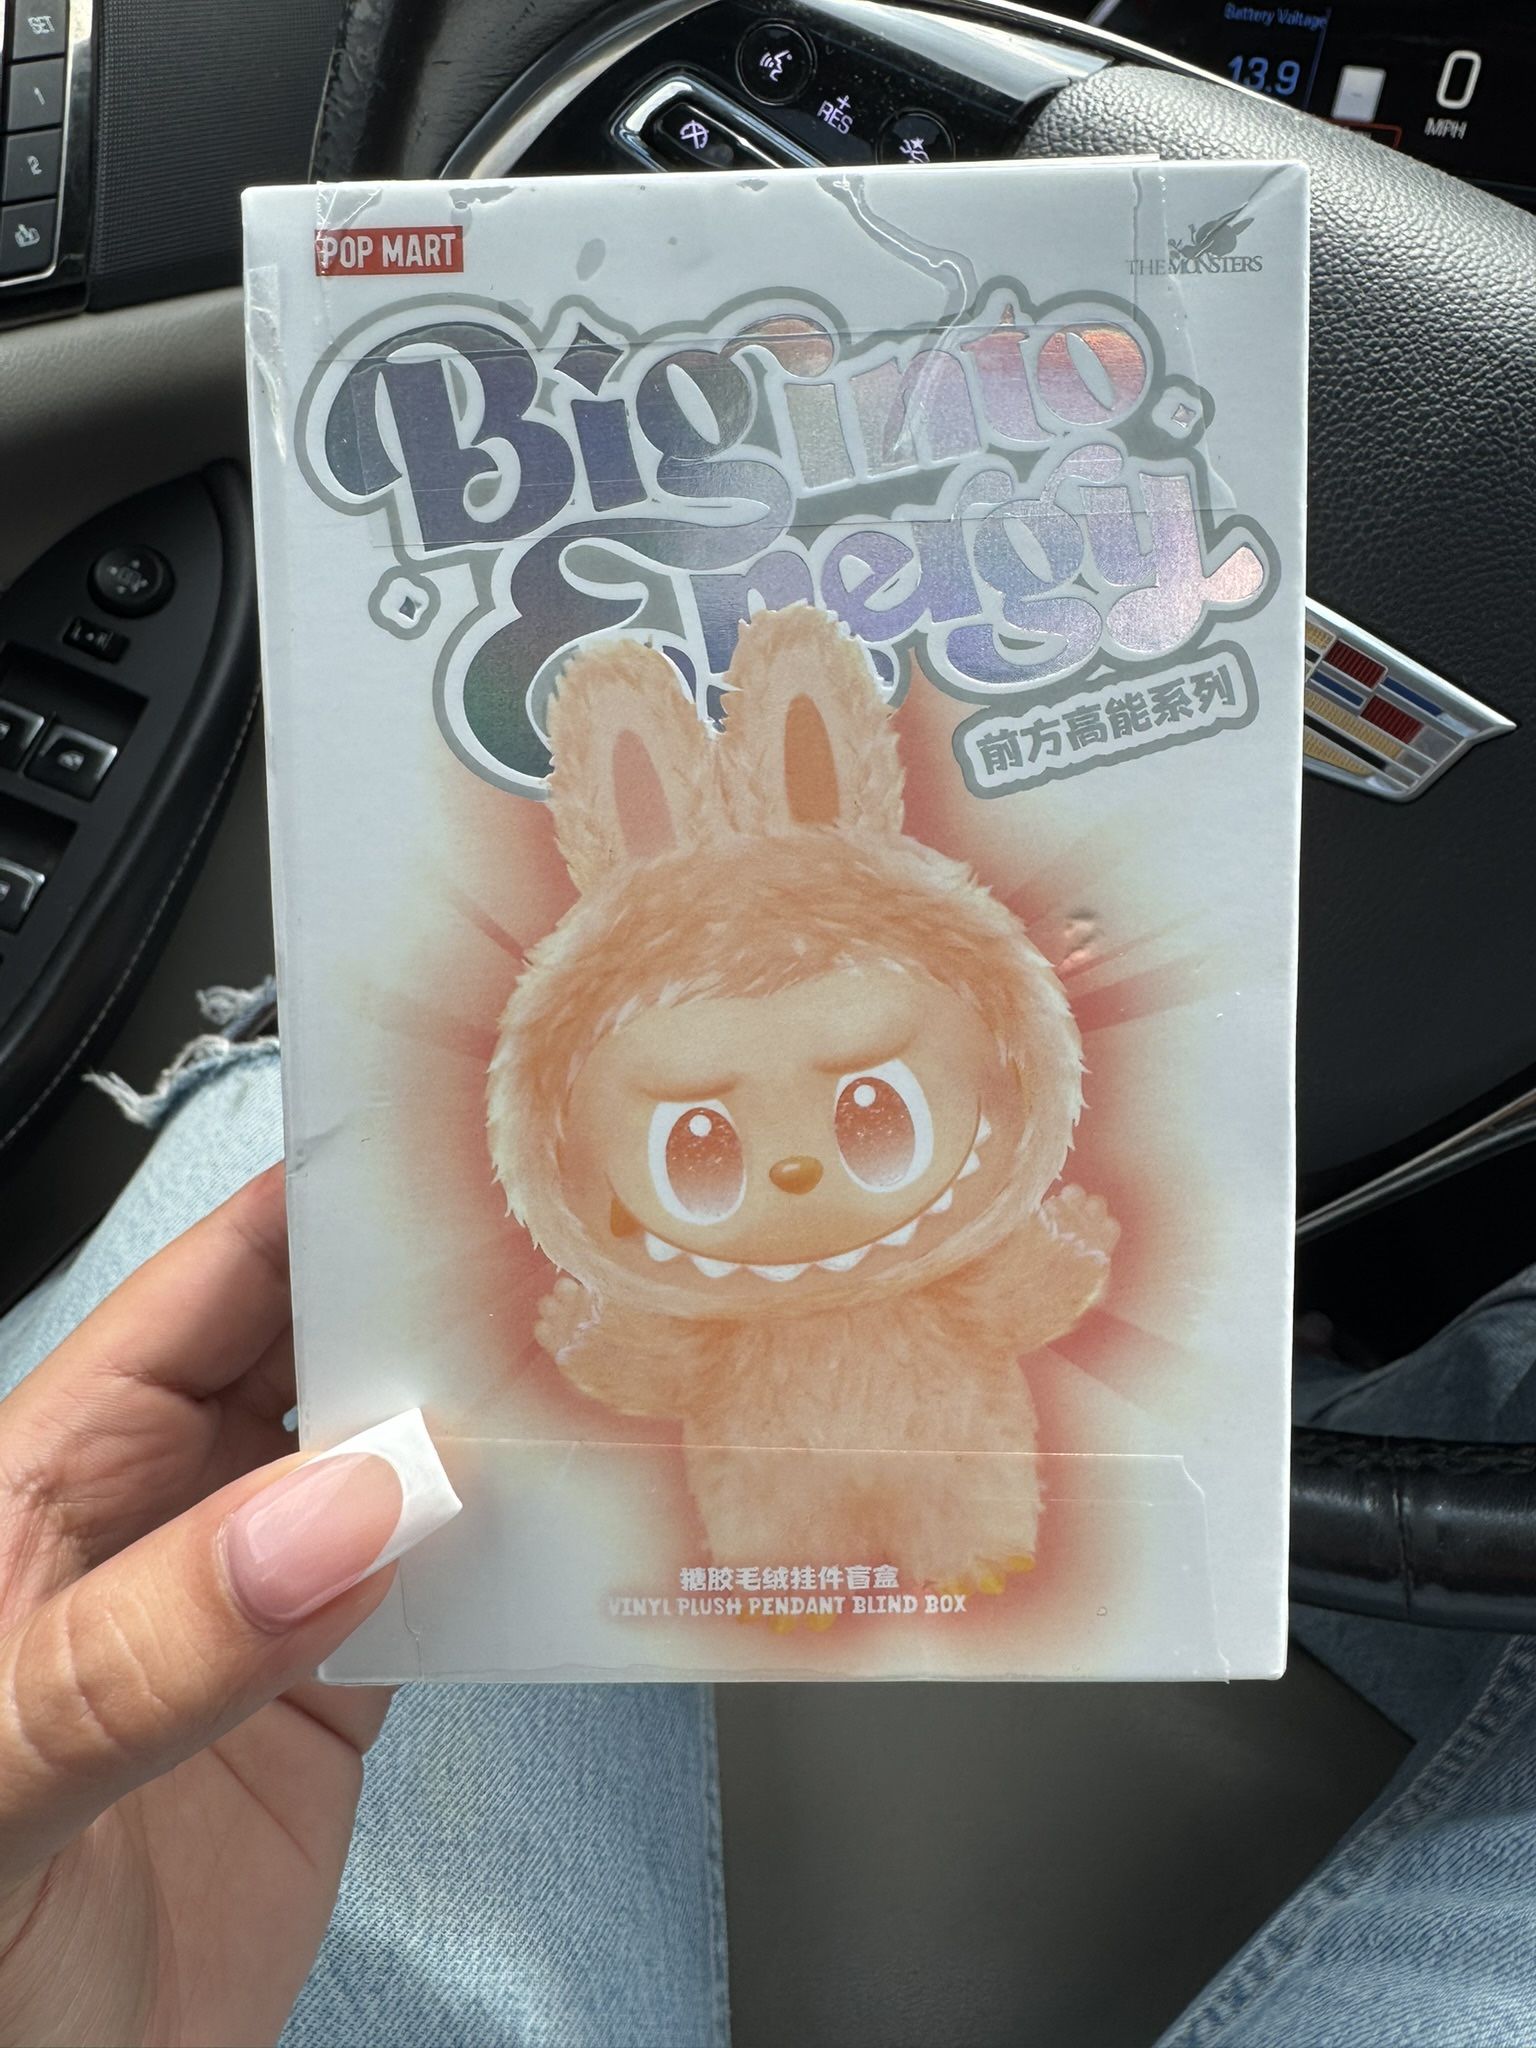 SET
1
2
+
RES
Battery Voltage
13.9
0
MPH
POP MART
THE MONSTERS
Big into
Energy
前方高能系列
搪胶毛绒挂件盲盒
VINYL PLUSH PENDANT BLIND BOX